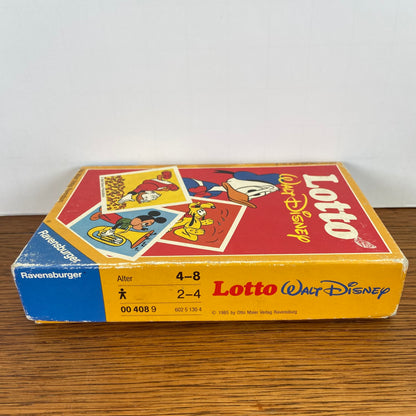 Lotto
WALT DISNEY
Ravensburger
Ravensburger
Alter 4–8
2–4
00 408 9 602 5 130 4
Lotto WALT DISNEY
© 1985 by Otto Maier Verlag Ravensburg